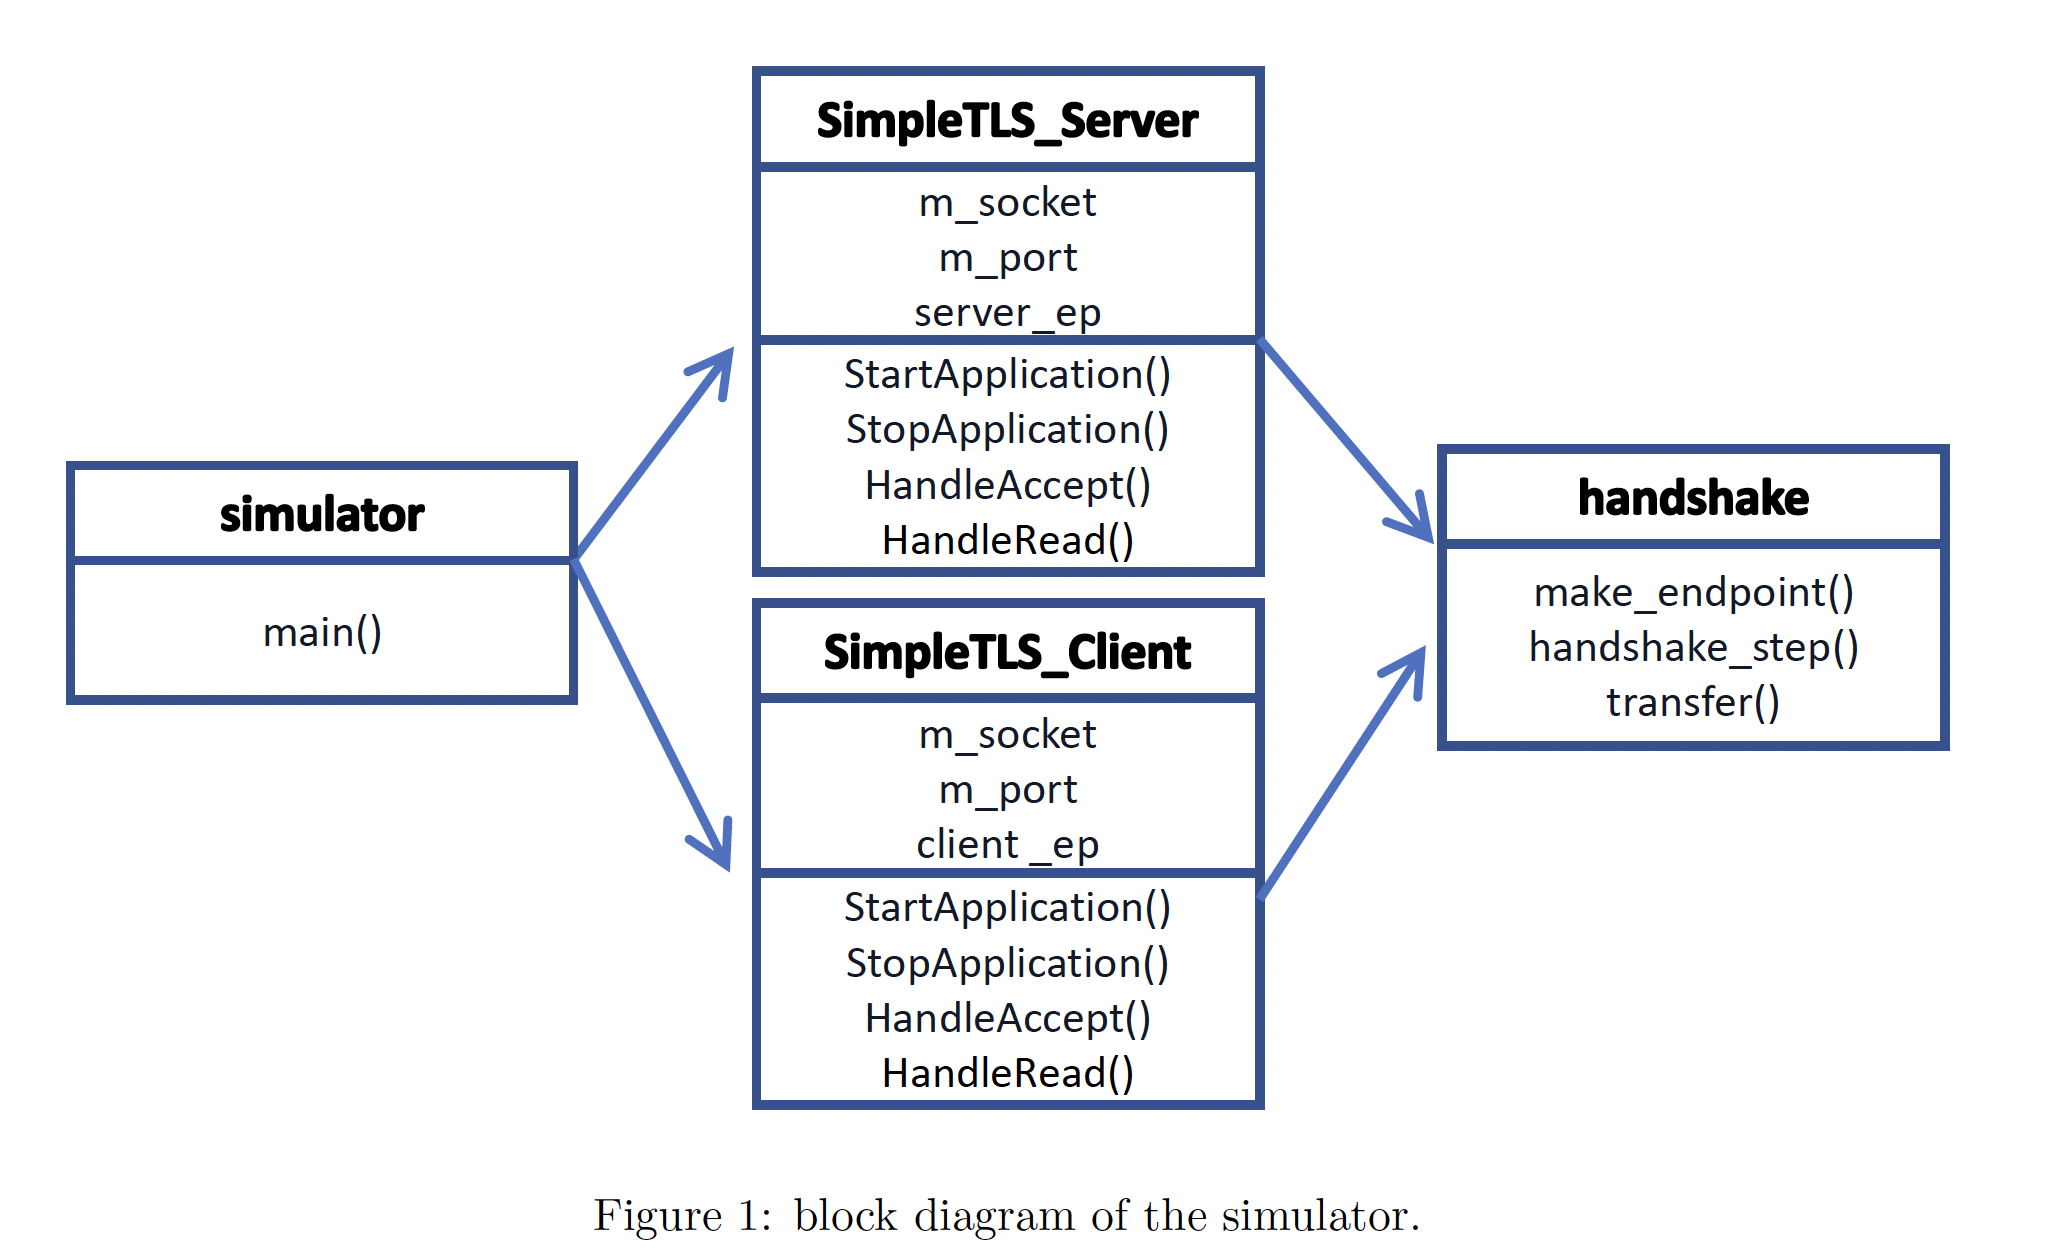 simulator
main()
SimpleTLS_Server
m_socket
m_port
server_ep
StartApplication()
StopApplication()
HandleAccept()
HandleRead()
SimpleTLS_Client
m_socket
m_port
client _ep
StartApplication()
StopApplication()
HandleAccept()
HandleRead()
handshake
make_endpoint()
handshake_step()
transfer()
Figure 1: block diagram of the simulator.